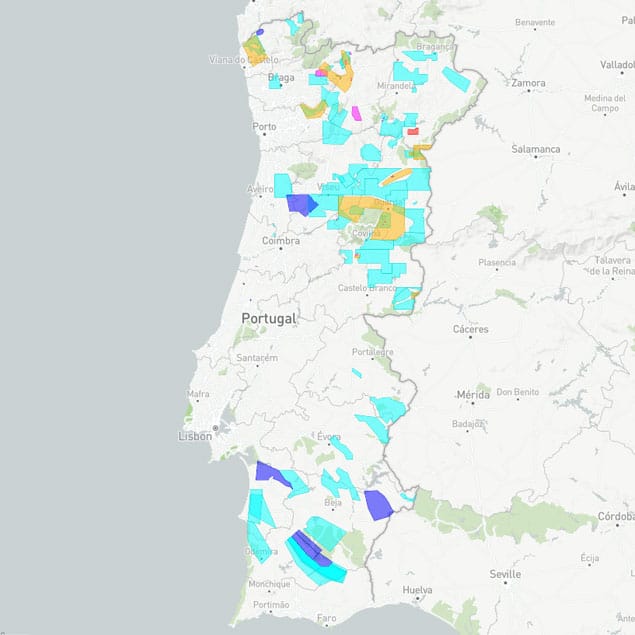 Benavente
Bragança
Viana do Castelo
Valladol
Braga
Mirandel
Zamora
Medina del
Campo
Porto
Salamanca
Aveiro
Viseu
Ávila
Guarda
Covilhã
Coimbra
Plasencia
Talavera
de la Reina
Castelo Branco
Portugal
Cáceres
Santarém
Portalegre
Mafra
Mérida
Don Benito
Badajoz
Lisbon
Évora
Beja
Córdoba
Odemira
Écija
Monchique
Seville
Huelva
Portimão
Faro